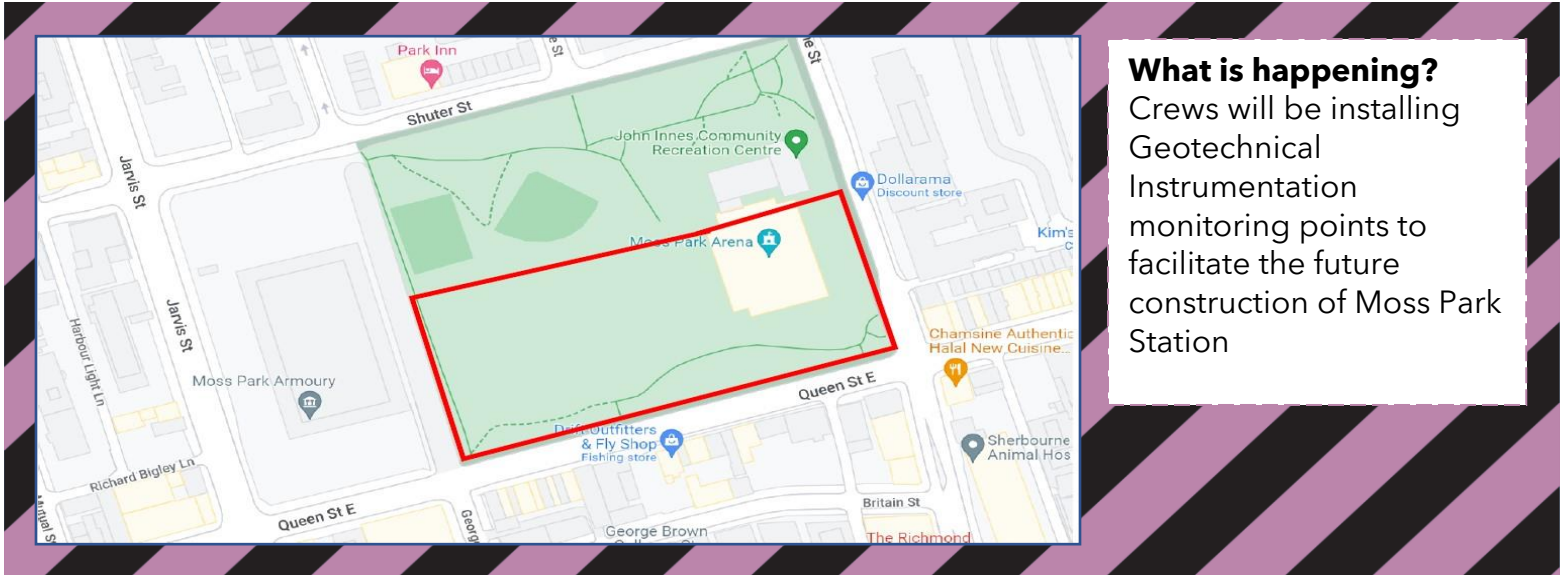 Park Inn
Shuter St
John Innes Community
Recreation Centre
Jarvis St
Dollarama
Discount store
Moss Park Arena
Kim's
Jarvis St
Harbour Light Ln
Moss Park Armoury
Chamsine Authentic
Halal New Cuisine...
Queen St E
Drift Outfitters
& Fly Shop
Fishing store
Sherbourne
Animal Hos
Richard Bigley Ln
Queen St E
Britain St
George Brown
The Richmond
What is happening?
Crews will be installing
Geotechnical
Instrumentation
monitoring points to
facilitate the future
construction of Moss Park
Station